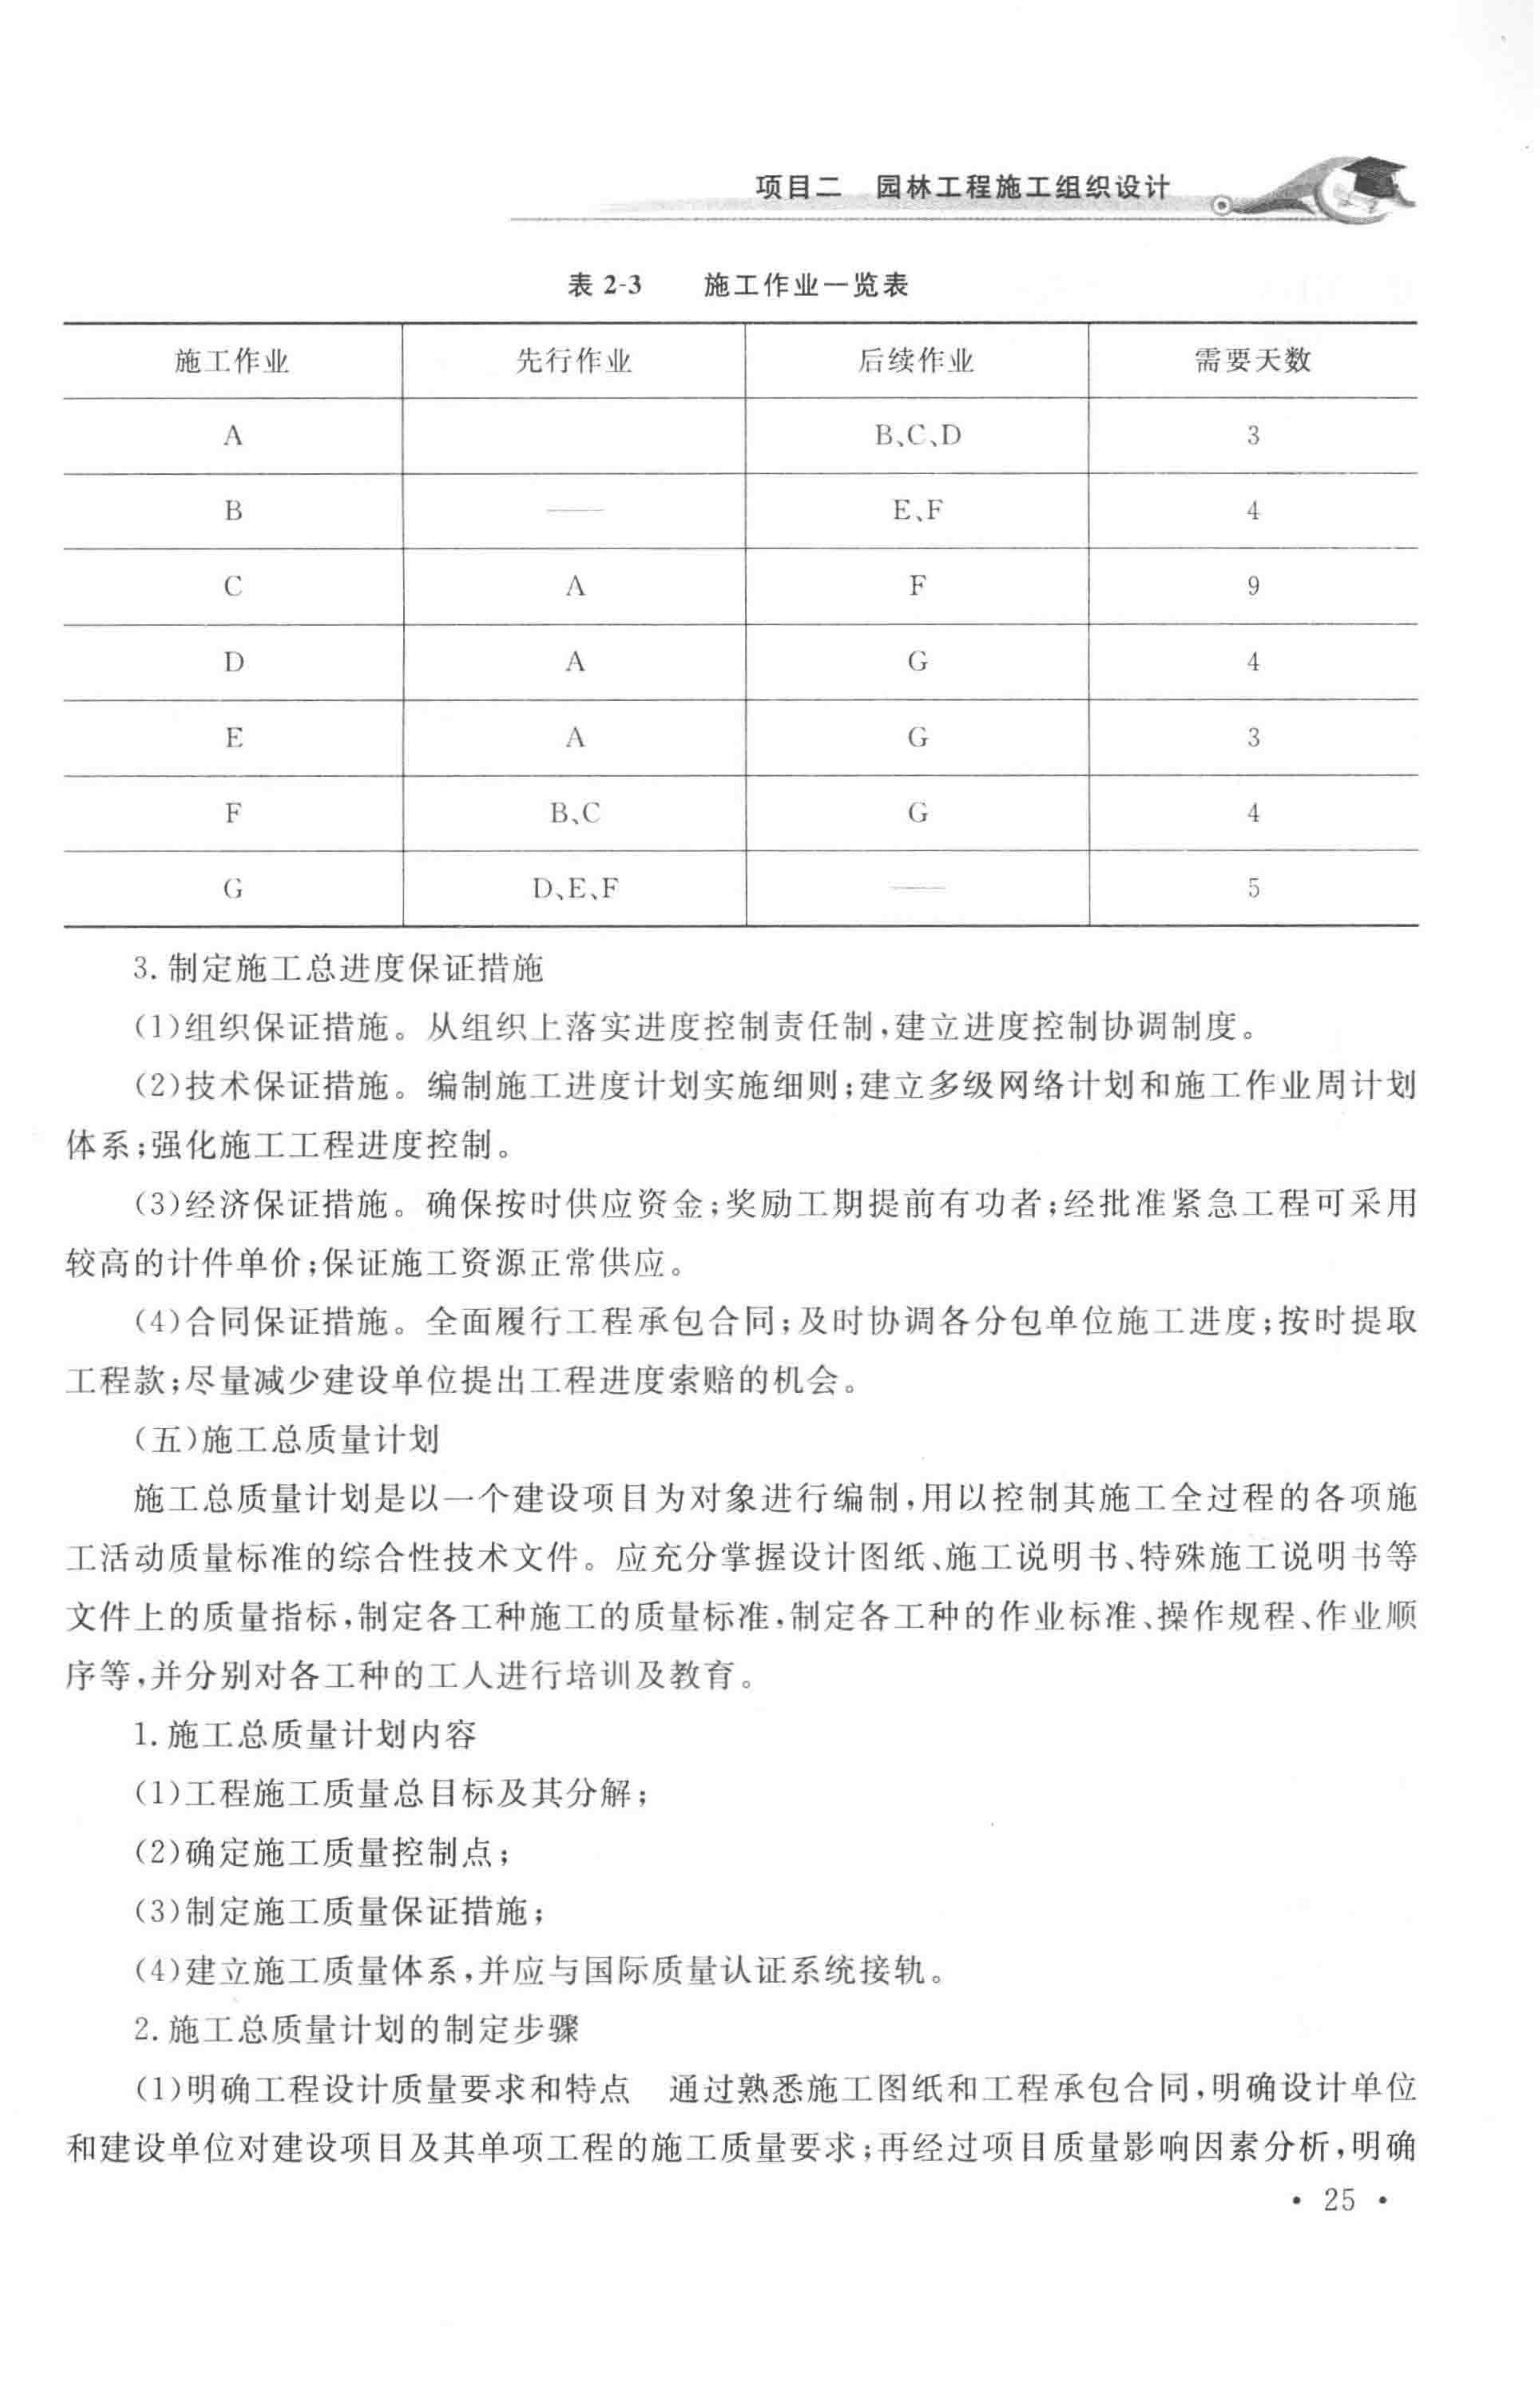 项目二 园林工程施工组织设计
表 2-3 施工作业一览表
施工作业 先行作业 后续作业 需要天数
A B、C、D 3
B —— E、F 4
C A F 9
D A G 4
E A G 3
F B、C G 4
G D、E、F —— 5
3. 制定施工总进度保证措施
(1)组织保证措施。从组织上落实进度控制责任制,建立进度控制协调制度。
(2)技术保证措施。编制施工进度计划实施细则;建立多级网络计划和施工作业周计划
体系;强化施工工程进度控制。
(3)经济保证措施。确保按时供应资金;奖励工期提前有功者;经批准紧急工程可采用
较高的计件单价;保证施工资源正常供应。
(4)合同保证措施。全面履行工程承包合同;及时协调各分包单位施工进度;按时提取
工程款;尽量减少建设单位提出工程进度索赔的机会。
(五)施工总质量计划
施工总质量计划是以一个建设项目为对象进行编制,用以控制其施工全过程的各项施
工活动质量标准的综合性技术文件。应充分掌握设计图纸、施工说明书、特殊施工说明书等
文件上的质量指标,制定各工种施工的质量标准,制定各工种的作业标准、操作规程、作业顺
序等,并分别对各工种的工人进行培训及教育。
1. 施工总质量计划内容
(1)工程施工质量总目标及其分解;
(2)确定施工质量控制点;
(3)制定施工质量保证措施;
(4)建立施工质量体系,并应与国际质量认证系统接轨。
2. 施工总质量计划的制定步骤
(1)明确工程设计质量要求和特点 通过熟悉施工图纸和工程承包合同,明确设计单位
和建设单位对建设项目及其单项工程的施工质量要求;再经过项目质量影响因素分析,明确
· 25 ·